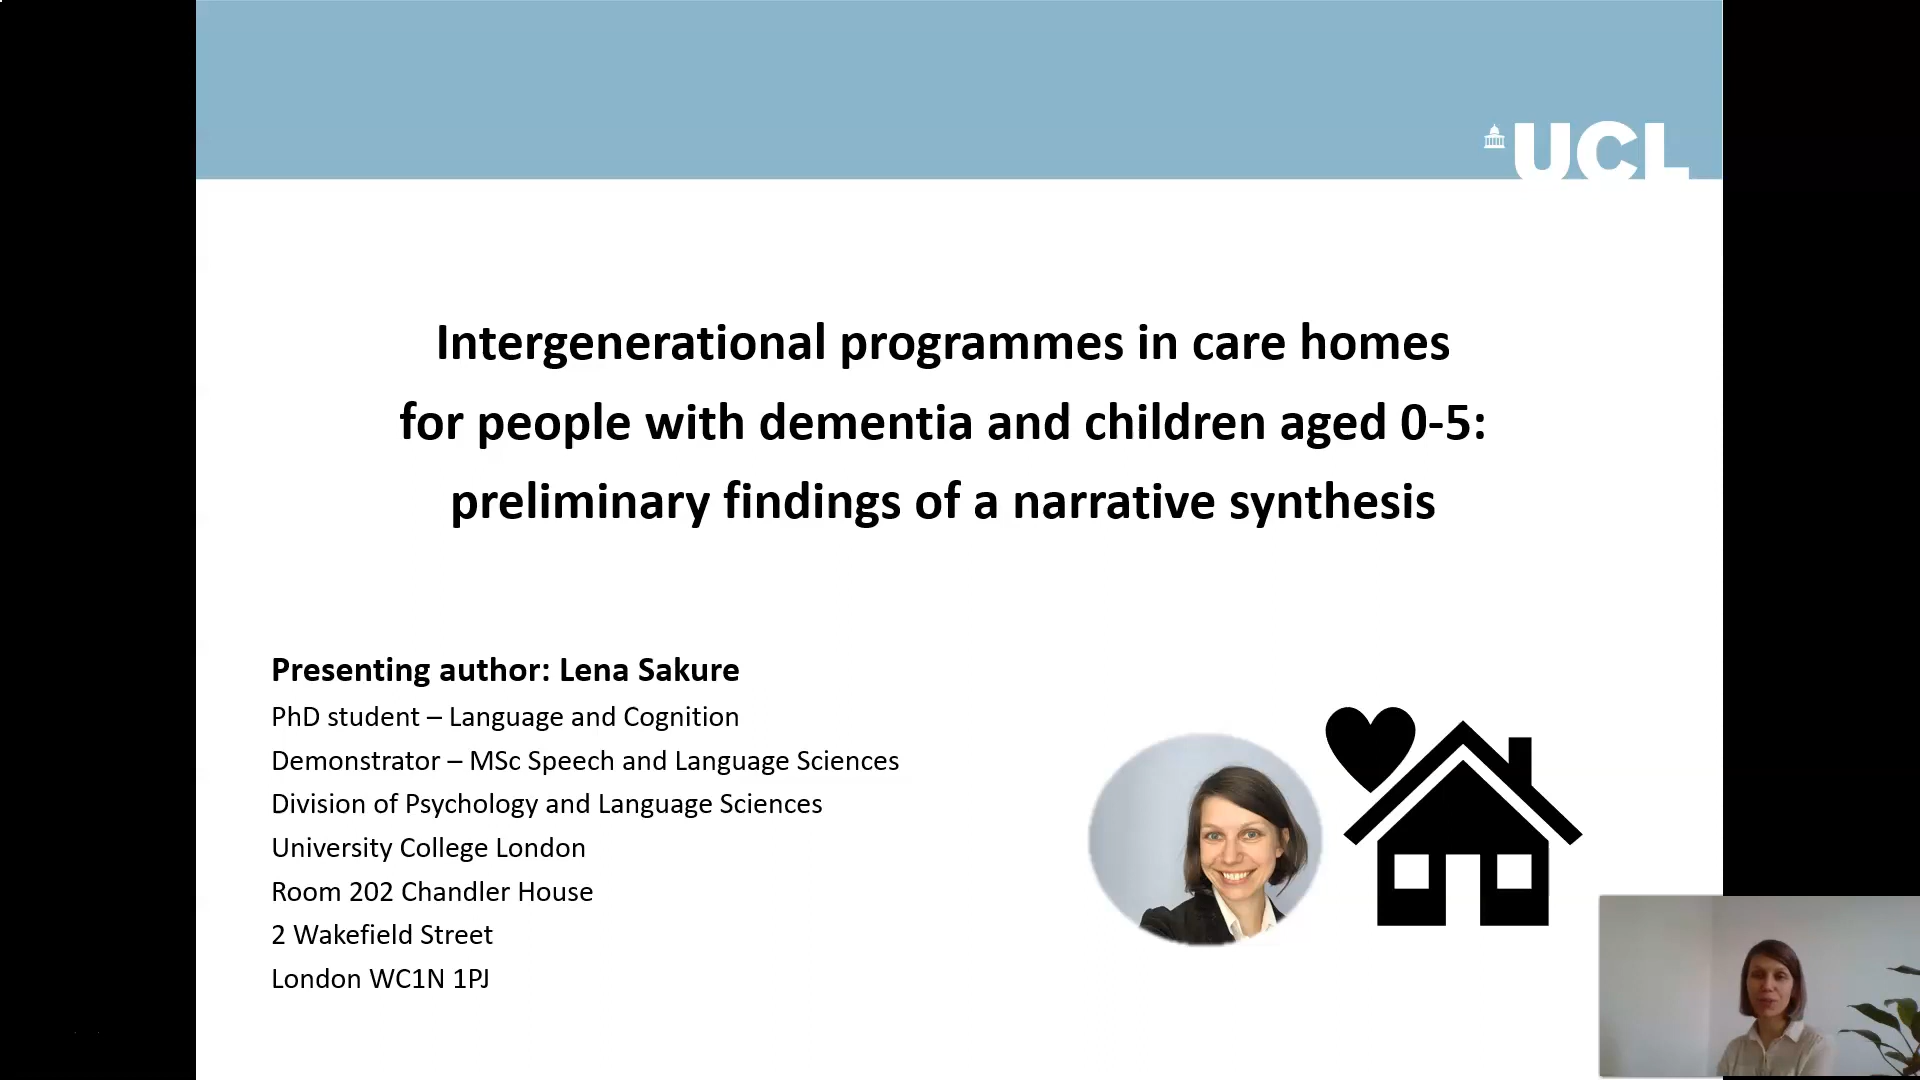 UCL
Intergenerational programmes in care homes
for people with dementia and children aged 0-5:
preliminary findings of a narrative synthesis
Presenting author: Lena Sakure
PhD student – Language and Cognition
Demonstrator – MSc Speech and Language Sciences
Division of Psychology and Language Sciences
University College London
Room 202 Chandler House
2 Wakefield Street
London WC1N 1PJ